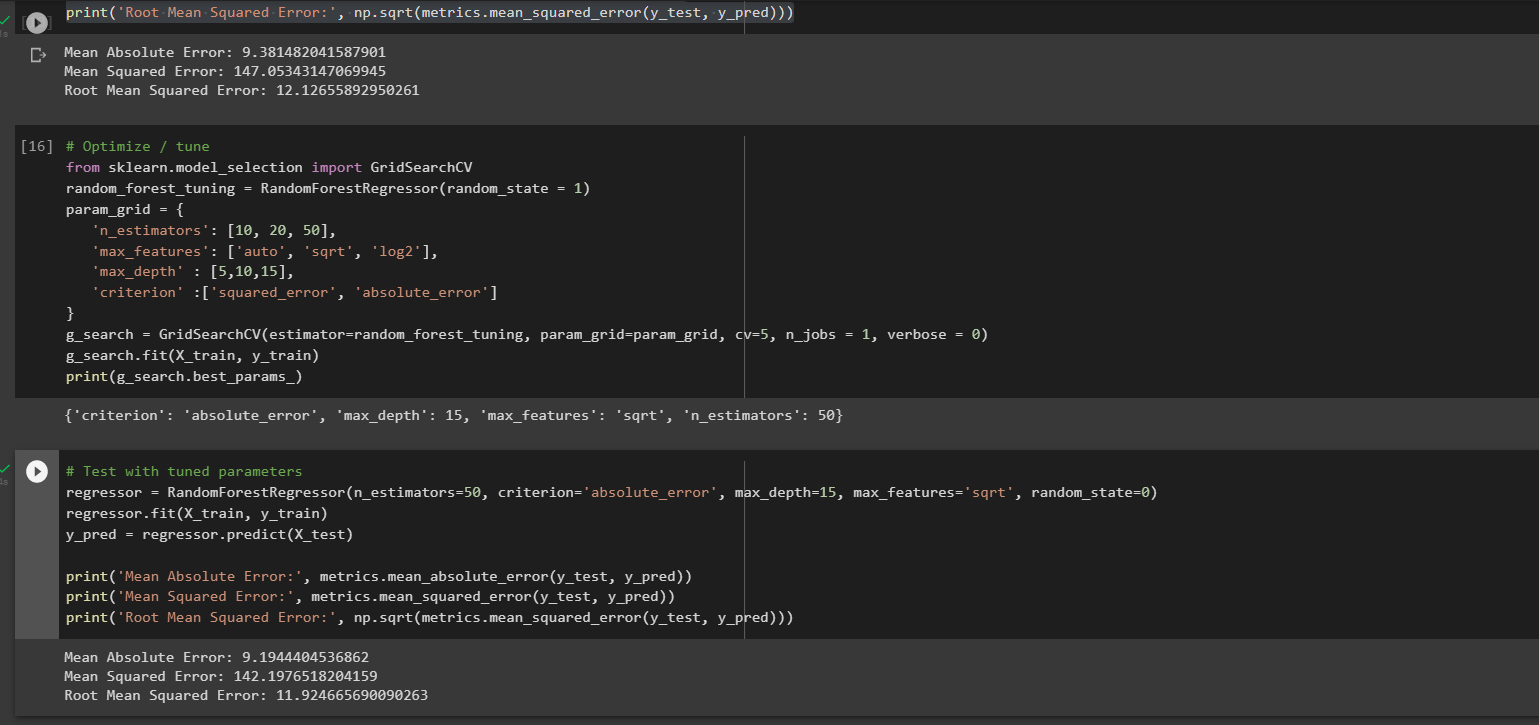 print('Root Mean Squared Error:', np.sqrt(metrics.mean_squared_error(y_test, y_pred)))
Mean Absolute Error: 9.381482041587901
Mean Squared Error: 147.05343147069945
Root Mean Squared Error: 12.12655892950261
[16] # Optimize / tune
from sklearn.model_selection import GridSearchCV
random_forest_tuning = RandomForestRegressor(random_state = 1)
param_grid = {
   'n_estimators': [10, 20, 50],
   'max_features': ['auto', 'sqrt', 'log2'],
   'max_depth' : [5,10,15],
   'criterion' :['squared_error', 'absolute_error']
}
g_search = GridSearchCV(estimator=random_forest_tuning, param_grid=param_grid, cv=5, n_jobs = 1, verbose = 0)
g_search.fit(X_train, y_train)
print(g_search.best_params_)
{'criterion': 'absolute_error', 'max_depth': 15, 'max_features': 'sqrt', 'n_estimators': 50}
# Test with tuned parameters
regressor = RandomForestRegressor(n_estimators=50, criterion='absolute_error', max_depth=15, max_features='sqrt', random_state=0)
regressor.fit(X_train, y_train)
y_pred = regressor.predict(X_test)
print('Mean Absolute Error:', metrics.mean_absolute_error(y_test, y_pred))
print('Mean Squared Error:', metrics.mean_squared_error(y_test, y_pred))
print('Root Mean Squared Error:', np.sqrt(metrics.mean_squared_error(y_test, y_pred)))
Mean Absolute Error: 9.1944404536862
Mean Squared Error: 142.1976518204159
Root Mean Squared Error: 11.924665690090263